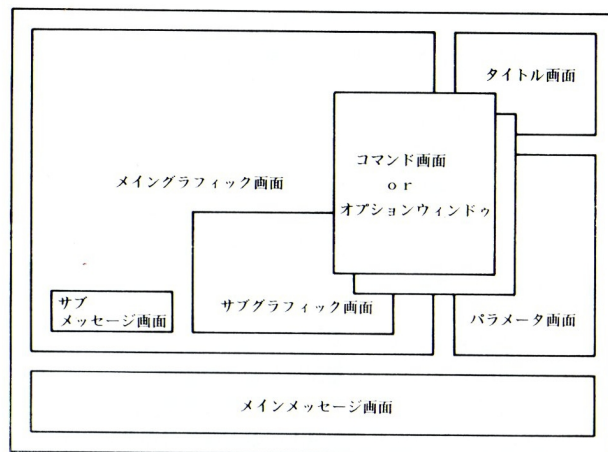 タイトル画面
コマンド画面
or
オプションウィンドゥ
メイングラフィック画面
サブ
メッセージ画面
サブグラフィック画面
パラメータ画面
メインメッセージ画面